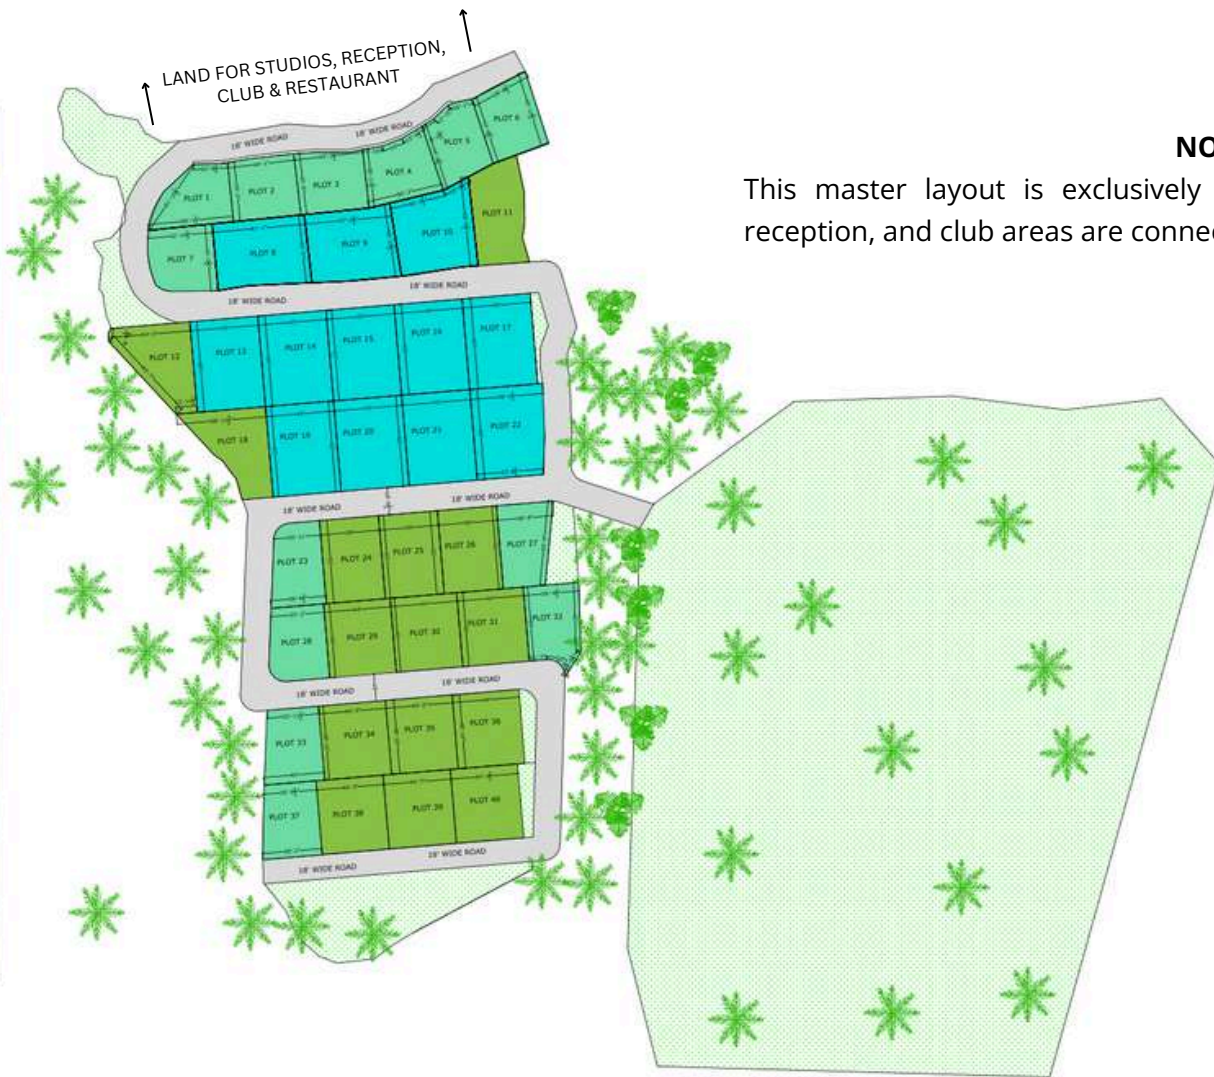 LAND FOR STUDIOS, RECEPTION,
CLUB & RESTAURANT
NO
This master layout is exclusively
reception, and club areas are connec
18' WIDE ROAD
18' WIDE ROAD
PLOT 1
PLOT 2
PLOT 3
PLOT 4
PLOT 5
PLOT 6
PLOT 7
PLOT 8
PLOT 9
PLOT 10
PLOT 11
18' WIDE ROAD
18' WIDE ROAD
PLOT 12
PLOT 13
PLOT 14
PLOT 15
PLOT 16
PLOT 17
PLOT 18
PLOT 19
PLOT 20
PLOT 21
PLOT 22
18' WIDE ROAD
18' WIDE ROAD
PLOT 23
PLOT 24
PLOT 25
PLOT 26
PLOT 27
PLOT 28
PLOT 29
PLOT 30
PLOT 31
PLOT 32
18' WIDE ROAD
18' WIDE ROAD
PLOT 33
PLOT 34
PLOT 35
PLOT 36
PLOT 37
PLOT 38
PLOT 39
PLOT 40
18' WIDE ROAD
18' WIDE ROAD